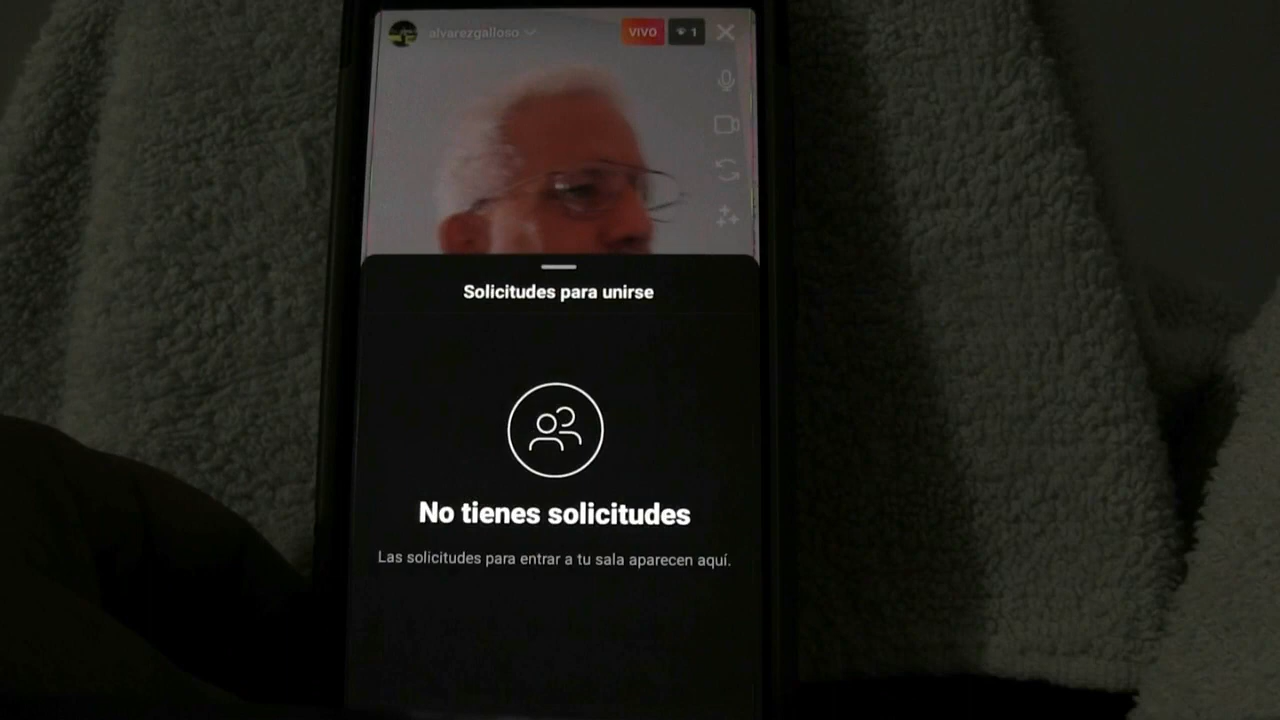 alvarezgalloso
VIVO
1
Solicitudes para unirse
No tienes solicitudes
Las solicitudes para entrar a tu sala aparecen aquí.